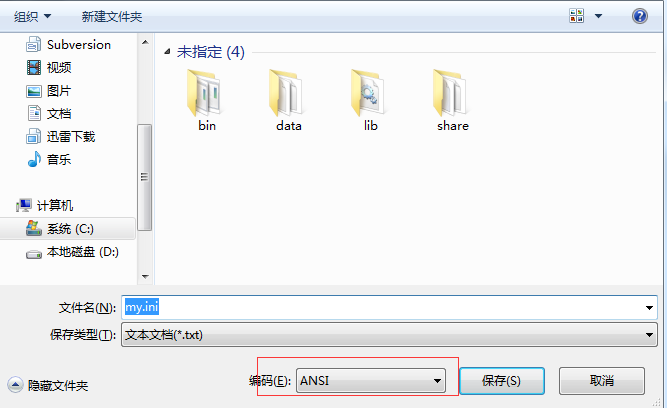 组织 新建文件夹
Subversion
视频
图片
文档
迅雷下载
音乐
计算机
系统 (C:)
本地磁盘 (D:)
未指定 (4)
bin data lib share
文件名(N): my.ini
保存类型(T): 文本文档(*.txt)
隐藏文件夹 编码(E): ANSI 保存(S) 取消